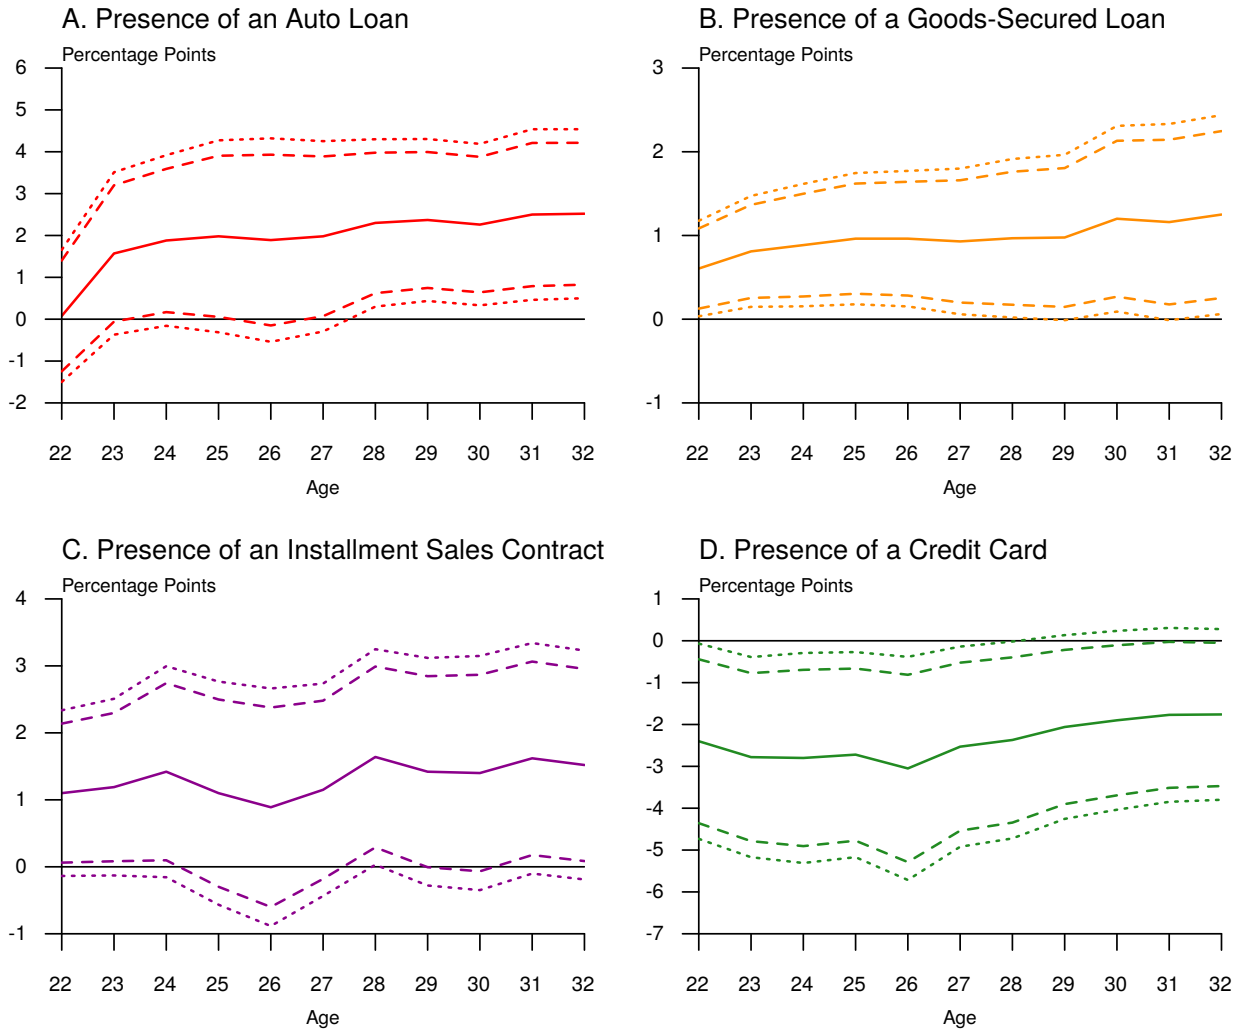 A. Presence of an Auto Loan
Percentage Points
6
5
4
3
2
1
0
-1
-2
22 23 24 25 26 27 28 29 30 31 32
Age
B. Presence of a Goods-Secured Loan
Percentage Points
3
2
1
0
-1
22 23 24 25 26 27 28 29 30 31 32
Age
C. Presence of an Installment Sales Contract
Percentage Points
4
3
2
1
0
-1
22 23 24 25 26 27 28 29 30 31 32
Age
D. Presence of a Credit Card
Percentage Points
1
0
-1
-2
-3
-4
-5
-6
-7
22 23 24 25 26 27 28 29 30 31 32
Age